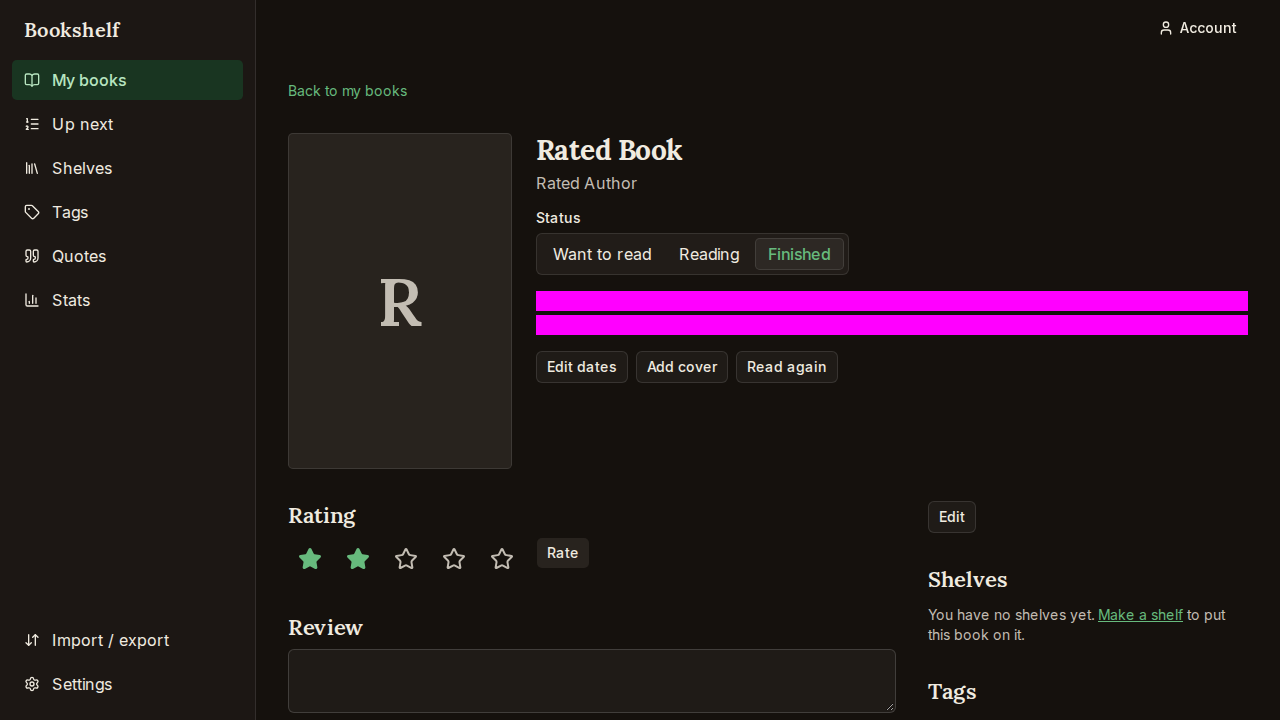 Bookshelf
My books
Up next
Shelves
Tags
Quotes
Stats
Import / export
Settings
Account
Back to my books
R
Rated Book
Rated Author
Status
Want to read
Reading
Finished
Edit dates
Add cover
Read again
Rating
Rate
Review
Edit
Shelves
You have no shelves yet. Make a shelf to put
this book on it.
Tags